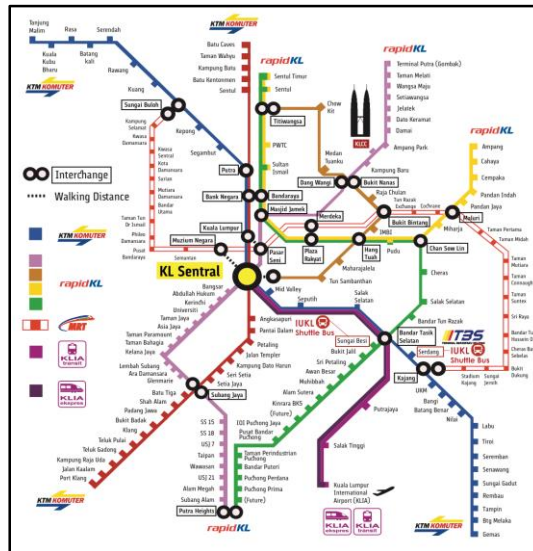 KTM KOMUTER
Tanjung
Malim
Rasa
Serendah
Kuala
Kubu
Bharu
Batang
kali
Rawang
Kuang
KTM KOMUTER
Sungai Buloh
Kepong
Segambut
KTM KOMUTER
Batu Caves
Taman Wahyu
Kampung Batu
Batu Kentonmen
Sentul
rapidKL
Sentul Timur
Sentul
Titiwangsa
PWTC
Sultan
Ismail
Chow
Kit
Medan
Tuanku
KLCC
rapidKL
Terminal Putra (Gombak)
Taman Melati
Wangsa Maju
Setiawangsa
Jelatek
Dato Keramat
Damai
Ampang Park
Kampung Baru
rapidKL
Ampang
Cahaya
Cempaka
Pandan Indah
Pandan Jaya
Interchange
Walking Distance
rapidKL
MRT
KLIA
transit
KLIA
ekspres
Kampung
Selamat
Kwasa
Damansara
Kwasa
Sentral
Kota
Damansara
Surian
Mutiara
Damansara
Bandar
Utama
Taman Tun
Dr Ismail
Phileo
Damansara
Pusat
Bandaraya
Semantan
Putra
Bank Negara
Bandaraya
Masjid Jamek
Kuala Lumpur
Muzium Negara
KL Sentral
Pasar
Seni
Merdeka
Plaza
Rakyat
Hang
Tuah
Dang Wangi
Bukit Nanas
Raja Chulan
Tun Razak
Exchange
Cochrane
Bukit Bintang
IMBI
Pudu
Miharja
Maluri
Chan Sow Lin
Maharajalela
Tun Sambanthan
Taman Pertama
Taman Midah
Taman
Mutiara
Taman
Connaught
Taman
Suntex
Sri Raya
Bukit
Dukung
Sungai
Jernih
Stadium
Kajang
Cheras
Salak Selatan
Bandar Tun Razak
Bandar Tasik
Selatan
TBS
Serdang
IUKL
Shuttle Bus
Kajang
UKM
Bangi
Batang Benar
Nilai
Labu
Tiroi
Seremban
Senawang
Sungai Gadut
Rembau
Tampin
Btg Melaka
Gemas
KTM KOMUTER
Mid Valley
Seputih
Salak
Selatan
IUKL
Shuttle Bus
Sungai Besi
Bukit Jalil
Sri Petaling
Awan Besar
Muhibbah
Alam Sutera
Kinrara BK5
(Future)
IOI Puchong Jaya
Pusat Bandar
Puchong
Taman Perindustrian
Puchong
Bandar Puteri
Puchong Perdana
Puchong Prima
(Future)
Putra Heights
rapidKL
Putrajaya
Salak Tinggi
Kuala Lumpur
International
Airport (KLIA)
KLIA
ekspres
KLIA
transit
Bangsar
Abdullah Hukum
Kerinchi
Universiti
Taman Jaya
Asia Jaya
Taman Paramount
Taman Bahagia
Kelana Jaya
Lembah Subang
Ara Damansara
Glenmarie
Subang Jaya
SS 15
SS 18
USJ 7
Taipan
Wawasan
USJ 21
Alam Megah
Subang Alam
Angkasapuri
Pantai Dalam
Petaling
Jalan Templer
Kampung Dato Harun
Seri Setia
Setia Jaya
Batu Tiga
Shah Alam
Padang Jawa
Bukit Badak
Klang
Teluk Pulai
Teluk Gadong
Kampung Raja Uda
Jalan Kaalam
Port Klang
KTM KOMUTER